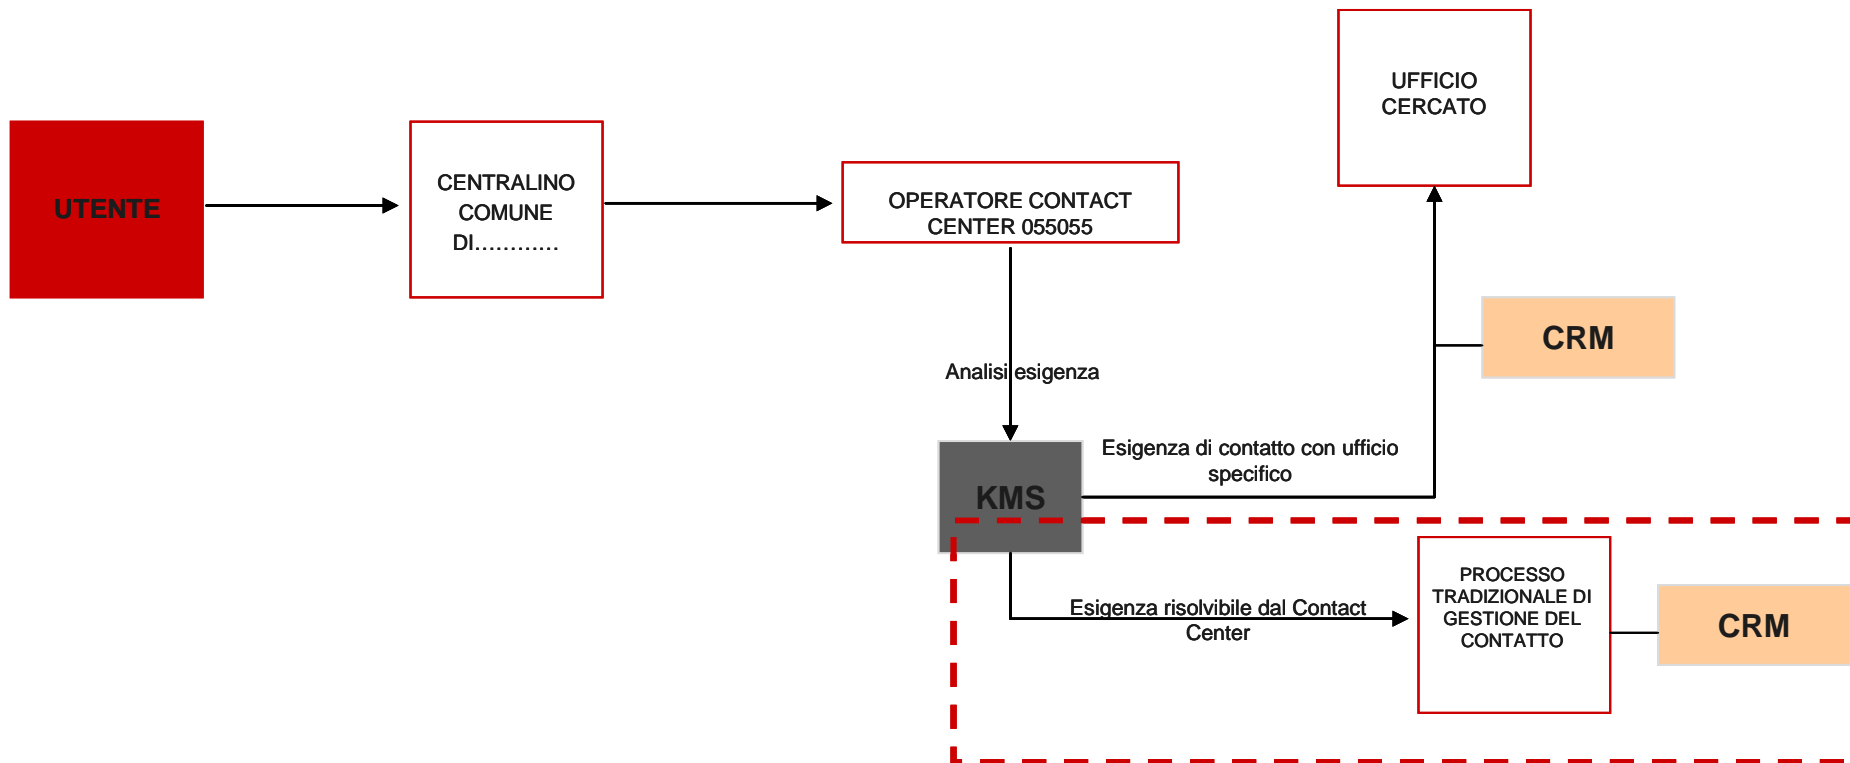 UTENTE
CENTRALINO
COMUNE
DI............
OPERATORE CONTACT
CENTER 055055
UFFICIO
CERCATO
CRM
Analisi esigenza
KMS
Esigenza di contatto con ufficio
specifico
Esigenza risolvibile dal Contact
Center
PROCESSO
TRADIZIONALE DI
GESTIONE DEL
CONTATTO
CRM